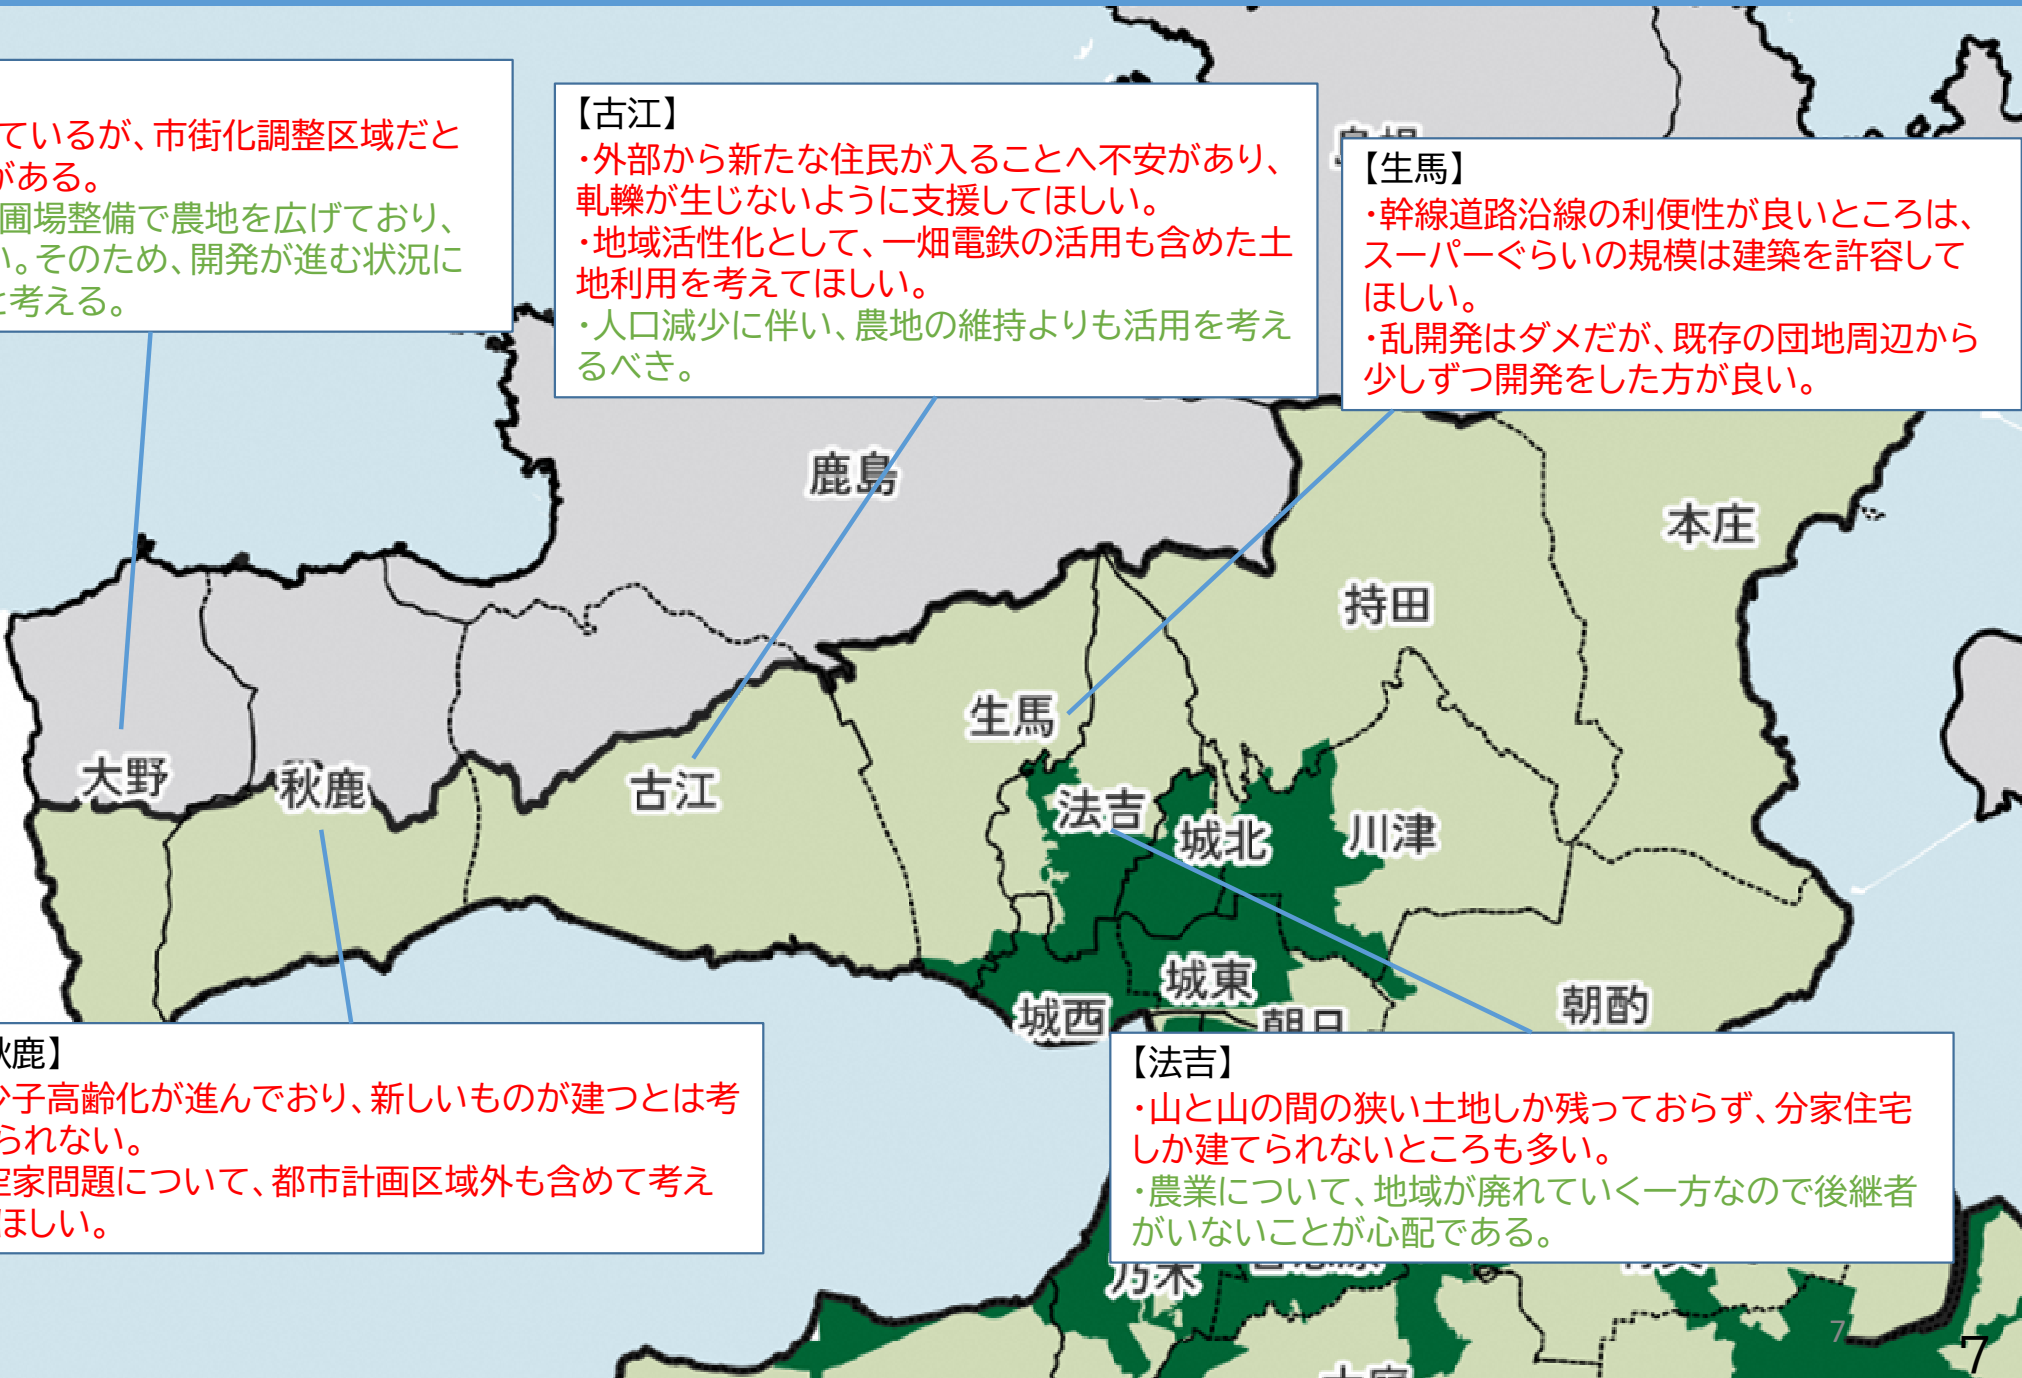 ているが、市街化調整区域だと
がある。
圃場整備で農地を広げており、
い。そのため、開発が進む状況に
と考える。
【古江】
・外部から新たな住民が入ることへ不安があり、
軋轢が生じないように支援してほしい。
・地域活性化として、一畑電鉄の活用も含めた土
地利用を考えてほしい。
・人口減少に伴い、農地の維持よりも活用を考え
るべき。
【生馬】
・幹線道路沿線の利便性が良いところは、
スーパーぐらいの規模は建築を許容して
ほしい。
・乱開発はダメだが、既存の団地周辺から
少しずつ開発をした方が良い。
鹿島
本庄
持田
生馬
大野
秋鹿
古江
法吉
城北
川津
城東
城西
朝日
朝酌
秋鹿】
少子高齢化が進んでおり、新しいものが建つとは考
られない。
空家問題について、都市計画区域外も含めて考え
ほしい。
【法吉】
・山と山の間の狭い土地しか残っておらず、分家住宅
しか建てられないところも多い。
・農業について、地域が廃れていく一方なので後継者
がいないことが心配である。
乃木
7
7